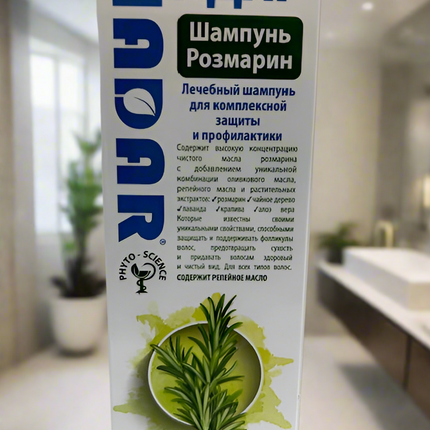 HADAR®
Шампунь
Розмарин
Лечебный шампунь
для комплексной
защиты
и профилактики
Содержит высокую концентрацию
чистого масла розмарина
с добавлением уникальной
комбинации оливкового масла,
репейного масла и растительных
экстрактов: ✓розмарин ✓чайное дерево
✓лаванда ✓крапива ✓алоэ вера
Которые известны своими
уникальными свойствами, способными
защищать и поддерживать фолликулы
волос, предотвращать сухость
и придавать волосам здоровый
и чистый вид. Для всех типов волос.
СОДЕРЖИТ РЕПЕЙНОЕ МАСЛО
PHYTO - SCIENCE